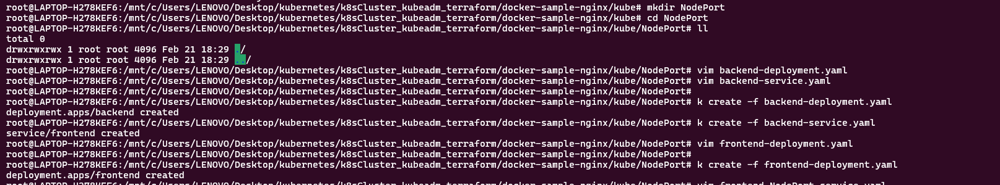 root@LAPTOP-H278KEF6:/mnt/c/Users/LENOVO/Desktop/kubernetes/k8sCluster_kubeadm_terraform/docker-sample-nginx/kube# mkdir NodePort
root@LAPTOP-H278KEF6:/mnt/c/Users/LENOVO/Desktop/kubernetes/k8sCluster_kubeadm_terraform/docker-sample-nginx/kube# cd NodePort
root@LAPTOP-H278KEF6:/mnt/c/Users/LENOVO/Desktop/kubernetes/k8sCluster_kubeadm_terraform/docker-sample-nginx/kube/NodePort# ll
total 0
drwxrwxrwx 1 root root 4096 Feb 21 18:29 ./
drwxrwxrwx 1 root root 4096 Feb 21 18:29 ../
root@LAPTOP-H278KEF6:/mnt/c/Users/LENOVO/Desktop/kubernetes/k8sCluster_kubeadm_terraform/docker-sample-nginx/kube/NodePort# vim backend-deployment.yaml
root@LAPTOP-H278KEF6:/mnt/c/Users/LENOVO/Desktop/kubernetes/k8sCluster_kubeadm_terraform/docker-sample-nginx/kube/NodePort# vim backend-service.yaml
root@LAPTOP-H278KEF6:/mnt/c/Users/LENOVO/Desktop/kubernetes/k8sCluster_kubeadm_terraform/docker-sample-nginx/kube/NodePort#
root@LAPTOP-H278KEF6:/mnt/c/Users/LENOVO/Desktop/kubernetes/k8sCluster_kubeadm_terraform/docker-sample-nginx/kube/NodePort# k create -f backend-deployment.yaml
deployment.apps/backend created
root@LAPTOP-H278KEF6:/mnt/c/Users/LENOVO/Desktop/kubernetes/k8sCluster_kubeadm_terraform/docker-sample-nginx/kube/NodePort# k create -f backend-service.yaml
service/frontend created
root@LAPTOP-H278KEF6:/mnt/c/Users/LENOVO/Desktop/kubernetes/k8sCluster_kubeadm_terraform/docker-sample-nginx/kube/NodePort# vim frontend-deployment.yaml
root@LAPTOP-H278KEF6:/mnt/c/Users/LENOVO/Desktop/kubernetes/k8sCluster_kubeadm_terraform/docker-sample-nginx/kube/NodePort#
root@LAPTOP-H278KEF6:/mnt/c/Users/LENOVO/Desktop/kubernetes/k8sCluster_kubeadm_terraform/docker-sample-nginx/kube/NodePort# k create -f frontend-deployment.yaml
deployment.apps/frontend created
root@LAPTOP-H278KEF6:/mnt/c/Users/LENOVO/Desktop/kubernetes/k8sCluster_kubeadm_terraform/docker-sample-nginx/kube/NodePort# vim frontend-NodePort-service.yaml